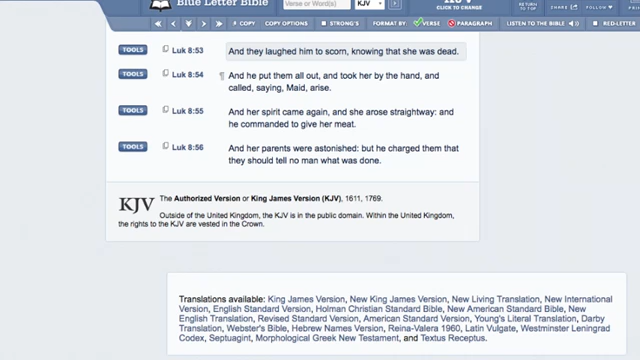 Blue Letter Bible
Verse or Word(s)
KJV
CLICK TO CHANGE
RETURN TO TOP
SHARE
FOLLOW
COPY
COPY OPTIONS
STRONG'S
FORMAT BY
VERSE
PARAGRAPH
LISTEN TO THE BIBLE
RED-LETTER
TOOLS Luk 8:53 And they laughed him to scorn, knowing that she was dead.
TOOLS Luk 8:54 ¶ And he put them all out, and took her by the hand, and
called, saying, Maid, arise.
TOOLS Luk 8:55 And her spirit came again, and she arose straightway: and
he commanded to give her meat.
TOOLS Luk 8:56 And her parents were astonished: but he charged them that
they should tell no man what was done.
KJV The Authorized Version or King James Version (KJV), 1611, 1769.
Outside of the United Kingdom, the KJV is in the public domain. Within the United Kingdom,
the rights to the KJV are vested in the Crown.
Translations available: King James Version, New King James Version, New Living Translation, New International
Version, English Standard Version, Holman Christian Standard Bible, New American Standard Bible, New
English Translation, Revised Standard Version, American Standard Version, Young's Literal Translation, Darby
Translation, Webster's Bible, Hebrew Names Version, Reina-Valera 1960, Latin Vulgate, Westminster Leningrad
Codex, Septuagint, Morphological Greek New Testament, and Textus Receptus.